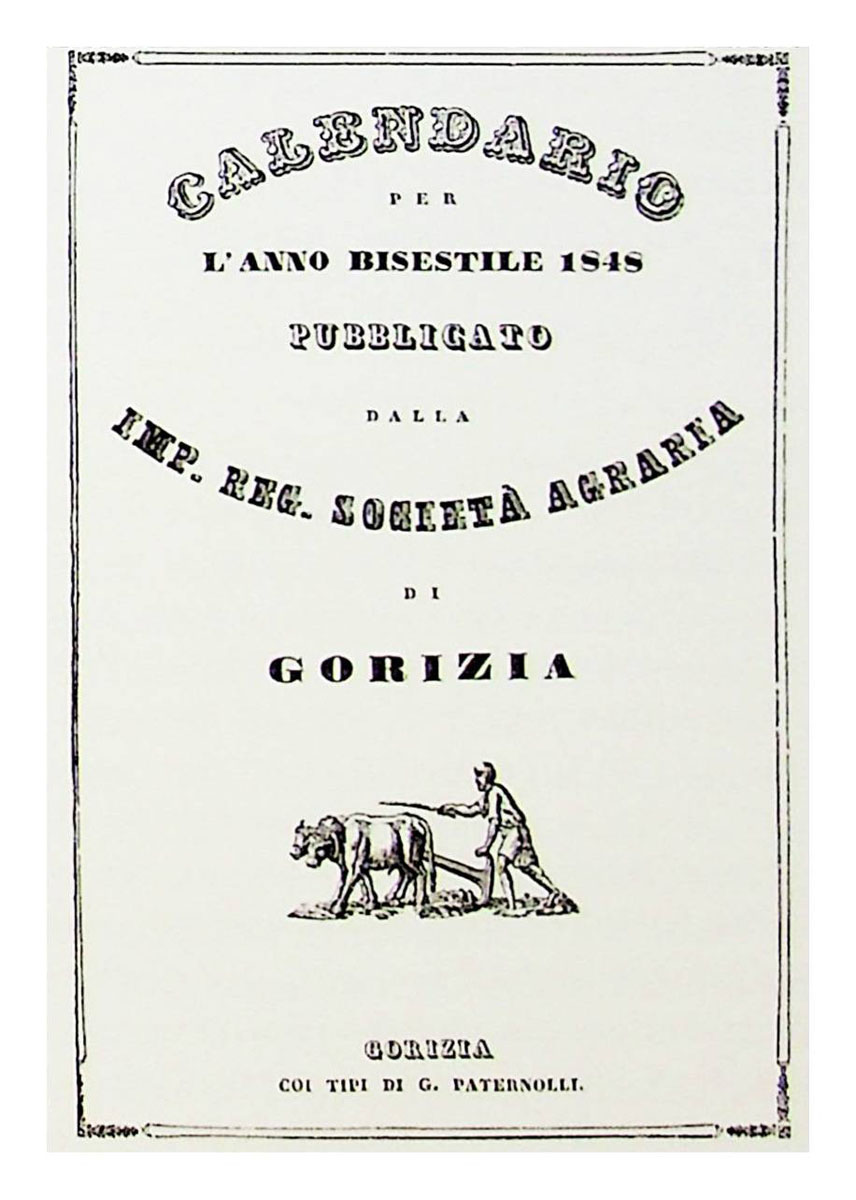 CALENDARIO
PER
L'ANNO BISESTILE 1848
PUBBLICATO
DALLA
IMP. REG. SOCIETÀ AGRARIA
DI
GORIZIA
GORIZIA
COI TIPI DI G. PATERNOLLI.